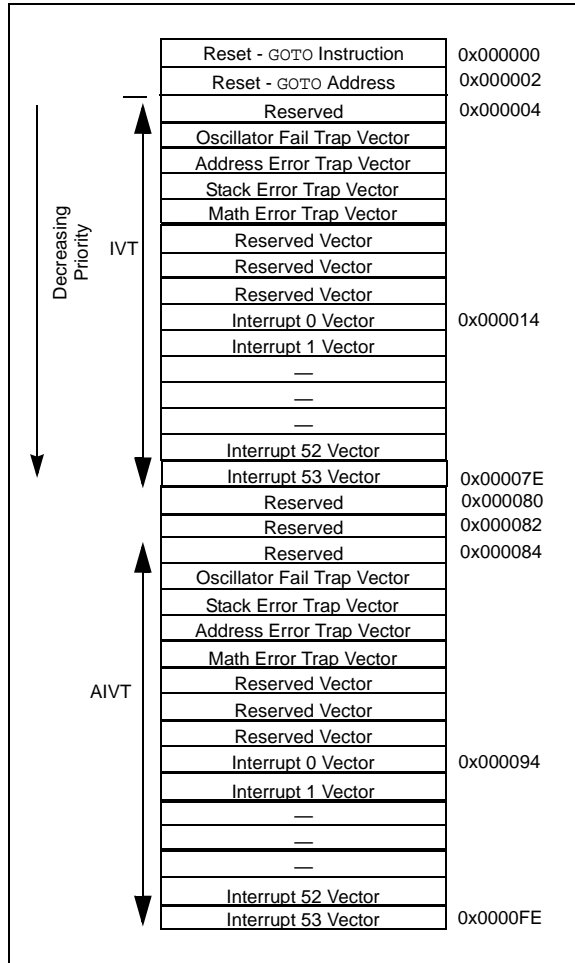 Reset - GOTO Instruction 0x000000
Reset - GOTO Address 0x000002
Reserved 0x000004
Oscillator Fail Trap Vector
Address Error Trap Vector
Stack Error Trap Vector
Math Error Trap Vector
Reserved Vector
Reserved Vector
Reserved Vector
Interrupt 0 Vector 0x000014
Interrupt 1 Vector
—
—
—
Interrupt 52 Vector
Interrupt 53 Vector 0x00007E
Decreasing
Priority
IVT
Reserved 0x000080
Reserved 0x000082
Reserved 0x000084
Oscillator Fail Trap Vector
Stack Error Trap Vector
Address Error Trap Vector
Math Error Trap Vector
Reserved Vector
Reserved Vector
Reserved Vector
Interrupt 0 Vector 0x000094
Interrupt 1 Vector
—
—
—
Interrupt 52 Vector
Interrupt 53 Vector 0x0000FE
AIVT